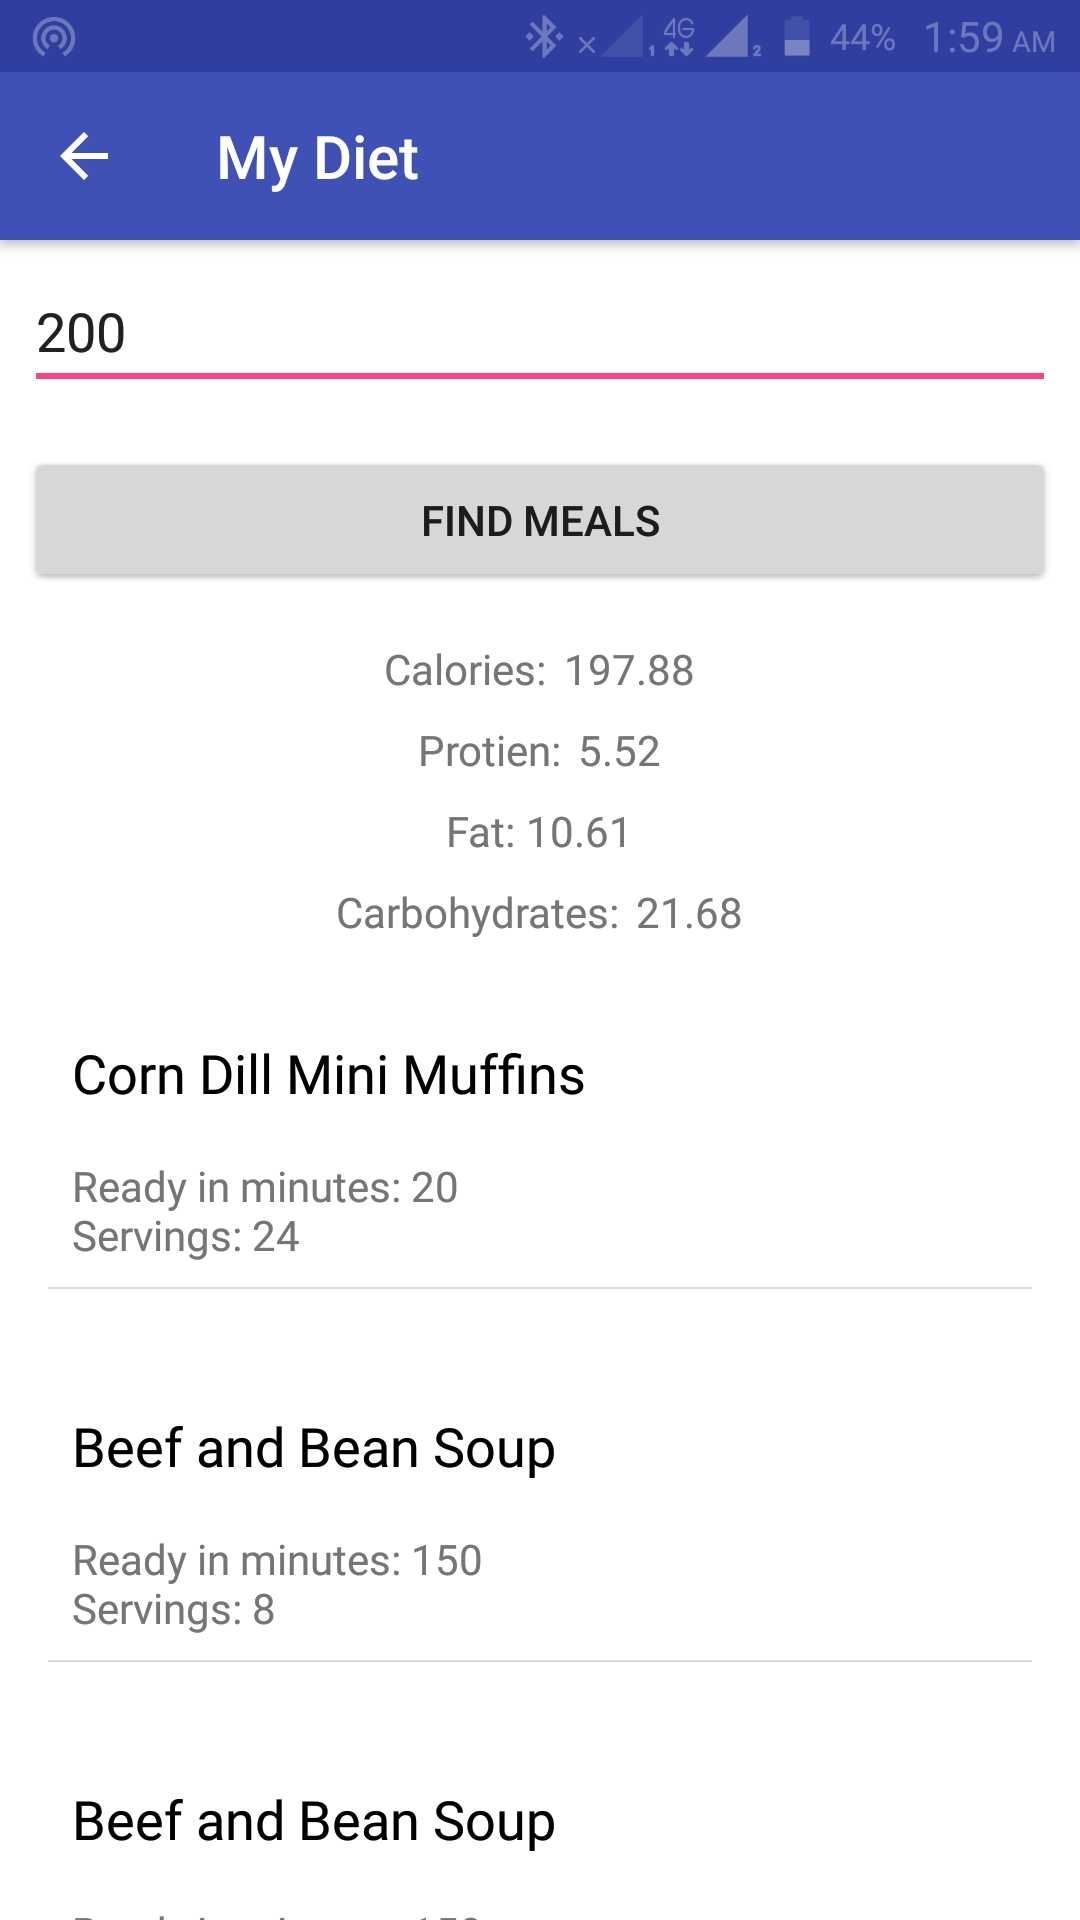 4G 1 2 44% 1:59 AM
My Diet
200
FIND MEALS
Calories: 197.88
Protien: 5.52
Fat: 10.61
Carbohydrates: 21.68
Corn Dill Mini Muffins
Ready in minutes: 20
Servings: 24
Beef and Bean Soup
Ready in minutes: 150
Servings: 8
Beef and Bean Soup